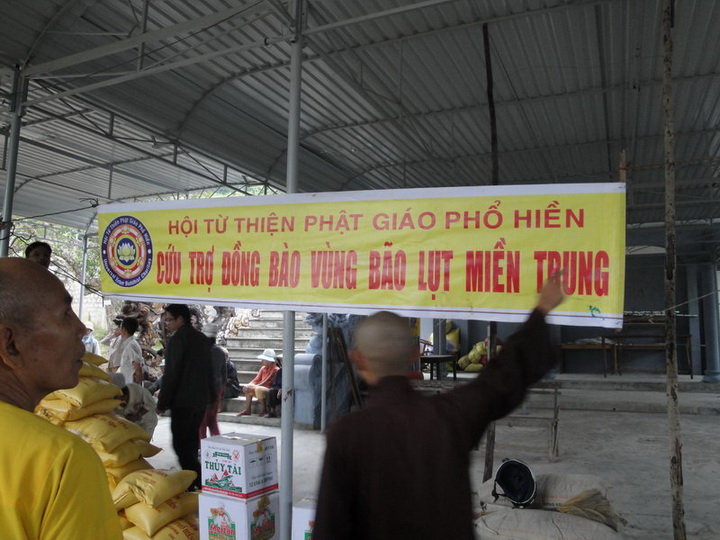 HỘI TỪ THIỆN PHẬT GIÁO PHỔ HIỀN
CỨU TRỢ ĐỒNG BÀO VÙNG BÃO LỤT MIỀN TRUNG
THỦY TÀI